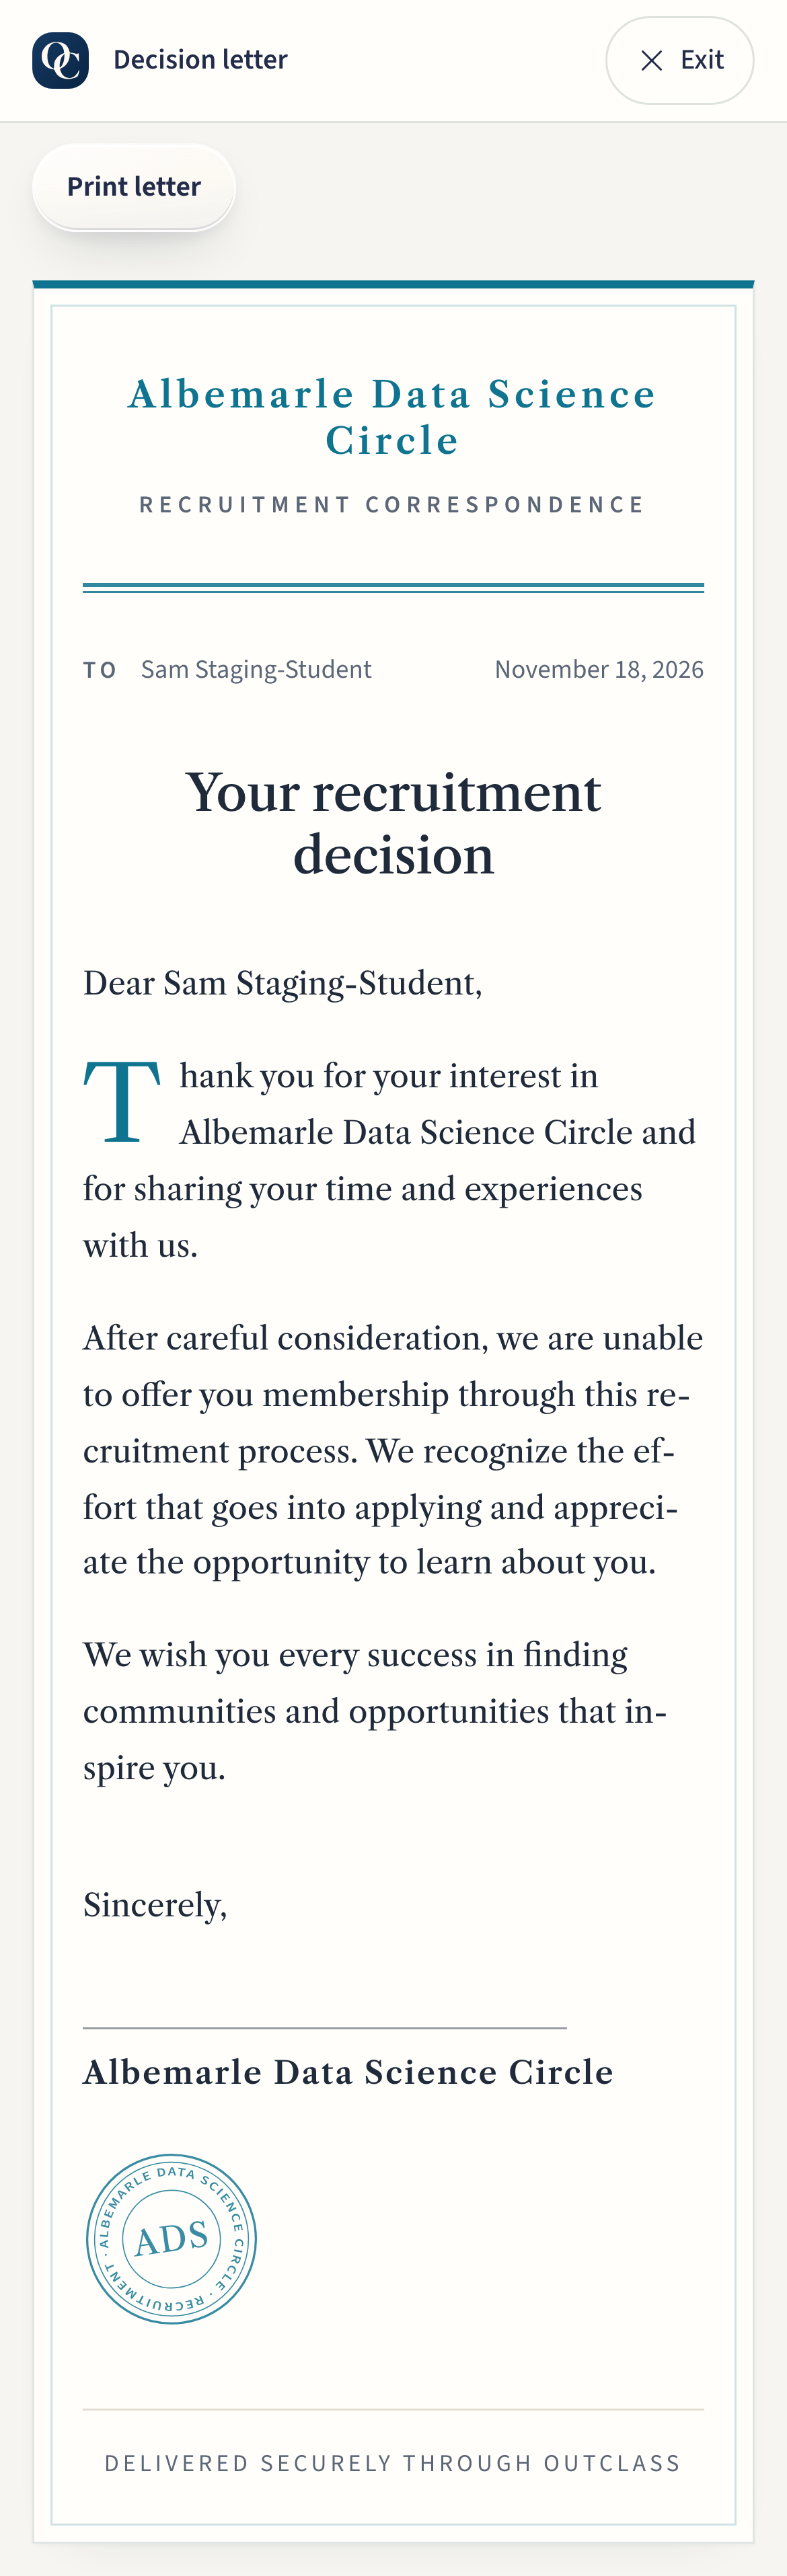 OC Decision letter
Exit
Print letter
Albemarle Data Science
Circle
RECRUITMENT CORRESPONDENCE
TO Sam Staging-Student November 18, 2026
Your recruitment
decision
Dear Sam Staging-Student,
Thank you for your interest in
Albemarle Data Science Circle and
for sharing your time and experiences
with us.
After careful consideration, we are unable
to offer you membership through this re-
cruitment process. We recognize the ef-
fort that goes into applying and appreci-
ate the opportunity to learn about you.
We wish you every success in finding
communities and opportunities that in-
spire you.
Sincerely,
Albemarle Data Science Circle
ALBEMARLE DATA SCIENCE CIRCLE · RECRUITMENT ·
ADS
DELIVERED SECURELY THROUGH OUTCLASS